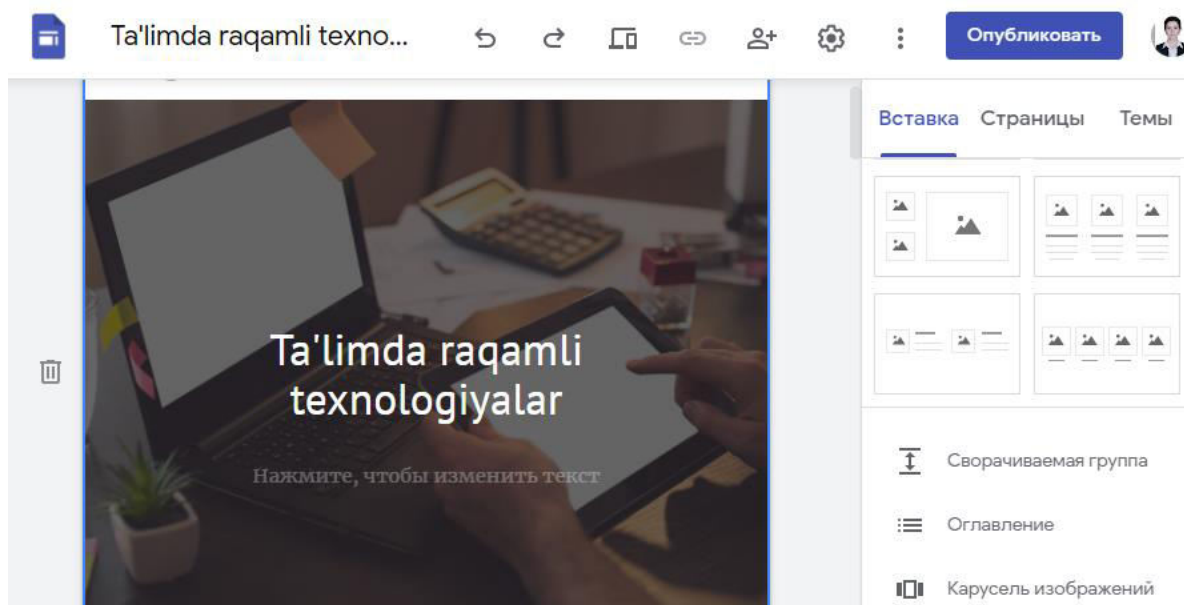 Ta'limda raqamli texno...
Опубликовать
Вставка Страницы Темы
Ta'limda raqamli
texnologiyalar
Нажмите, чтобы изменить текст
Сворачиваемая группа
Оглавление
Карусель изображений